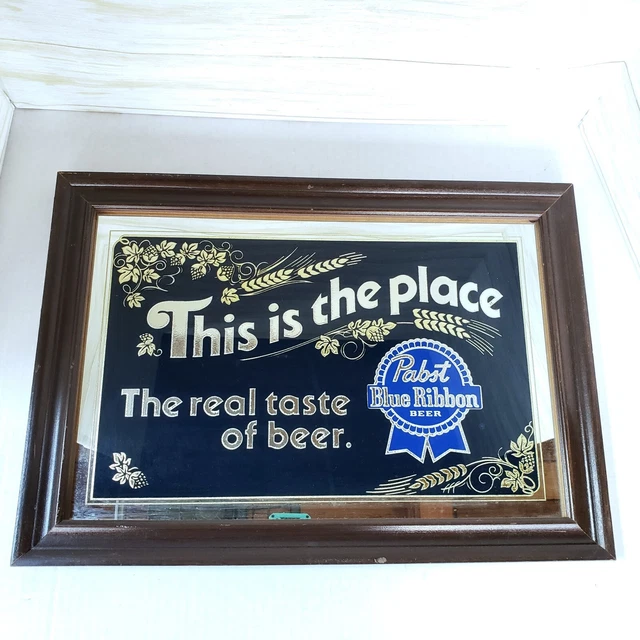 This is the place
The real taste
of beer.
Pabst
Blue Ribbon
BEER